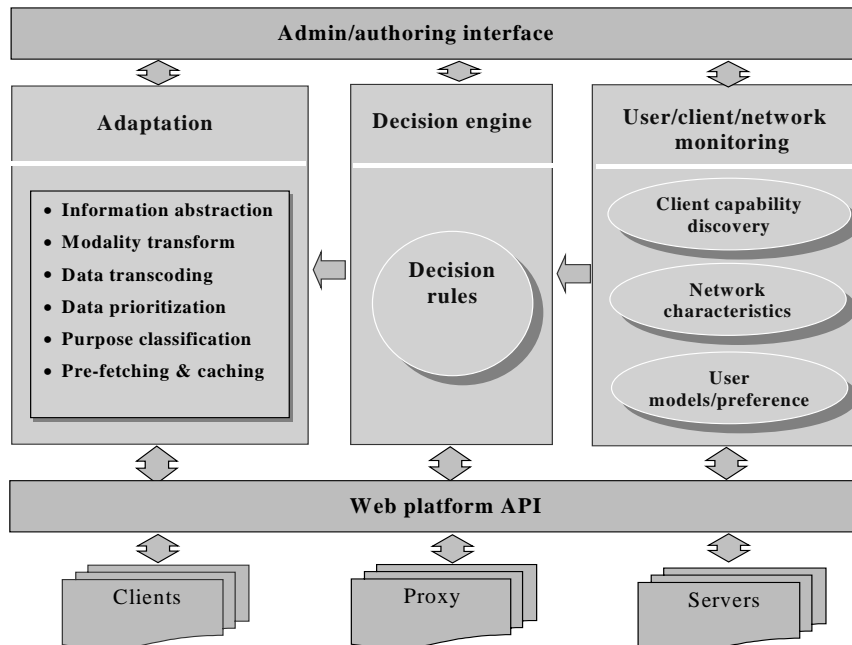 Admin/authoring interface
Adaptation
• Information abstraction
• Modality transform
• Data transcoding
• Data prioritization
• Purpose classification
• Pre-fetching & caching
Decision engine
Decision
rules
User/client/network
monitoring
Client capability
discovery
Network
characteristics
User
models/preference
Web platform API
Clients
Proxy
Servers